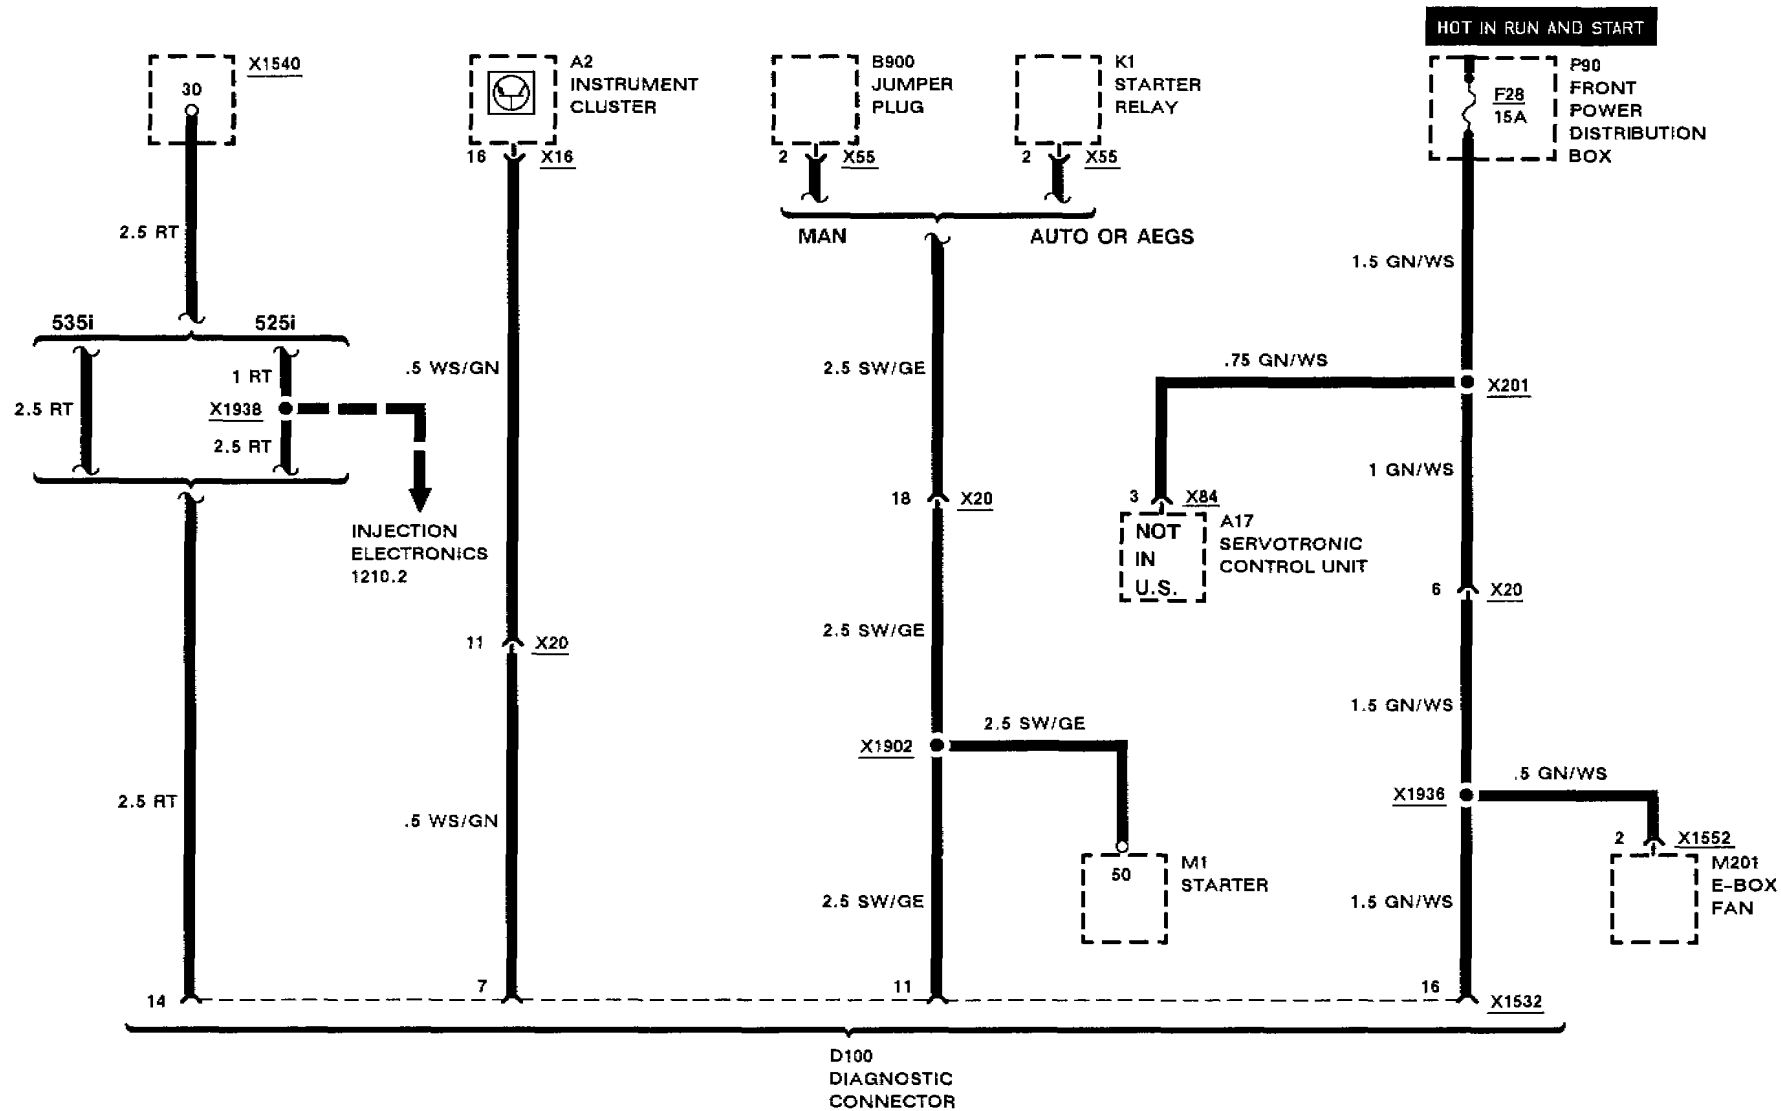 HOT IN RUN AND START
X1540
30
A2
INSTRUMENT
CLUSTER
B900
JUMPER
PLUG
K1
STARTER
RELAY
F28
15A
P90
FRONT
POWER
DISTRIBUTION
BOX
16
X16
2
X55
2
X55
2.5 RT
MAN
AUTO OR AEGS
1.5 GN/WS
535i
525i
1 RT
2.5 RT
X1938
2.5 RT
.5 WS/GN
2.5 SW/GE
.75 GN/WS
X201
1 GN/WS
INJECTION
ELECTRONICS
1210.2
18
X20
3
X84
NOT
IN
U.S.
A17
SERVOTRONIC
CONTROL UNIT
6
X20
11
X20
2.5 SW/GE
1.5 GN/WS
X1902
2.5 SW/GE
X1936
.5 GN/WS
2.5 RT
.5 WS/GN
2
X1552
50
M1
STARTER
M201
E-BOX
FAN
2.5 SW/GE
1.5 GN/WS
14
7
11
16
X1532
D100
DIAGNOSTIC
CONNECTOR